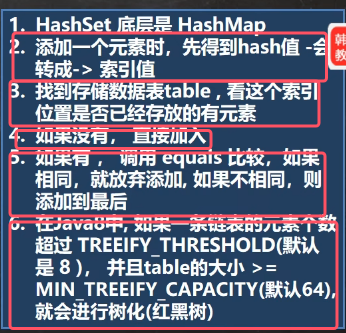 1. HashSet 底层是 HashMap
2. 添加一个元素时，先得到hash值 -会
转成-> 索引值
3. 找到存储数据表table，看这个索引
位置是否已经存放的有元素
4. 如果没有，直接加入
5. 如果有，调用 equals 比较，如果
相同，就放弃添加, 如果不相同，则
添加到最后
6. 在Java8中, 如果一条链表的元素个数
超过 TREEIFY_THRESHOLD(默认
是 8 )，并且table的大小 >=
MIN_TREEIFY_CAPACITY(默认64),
就会进行树化(红黑树)
韩
教